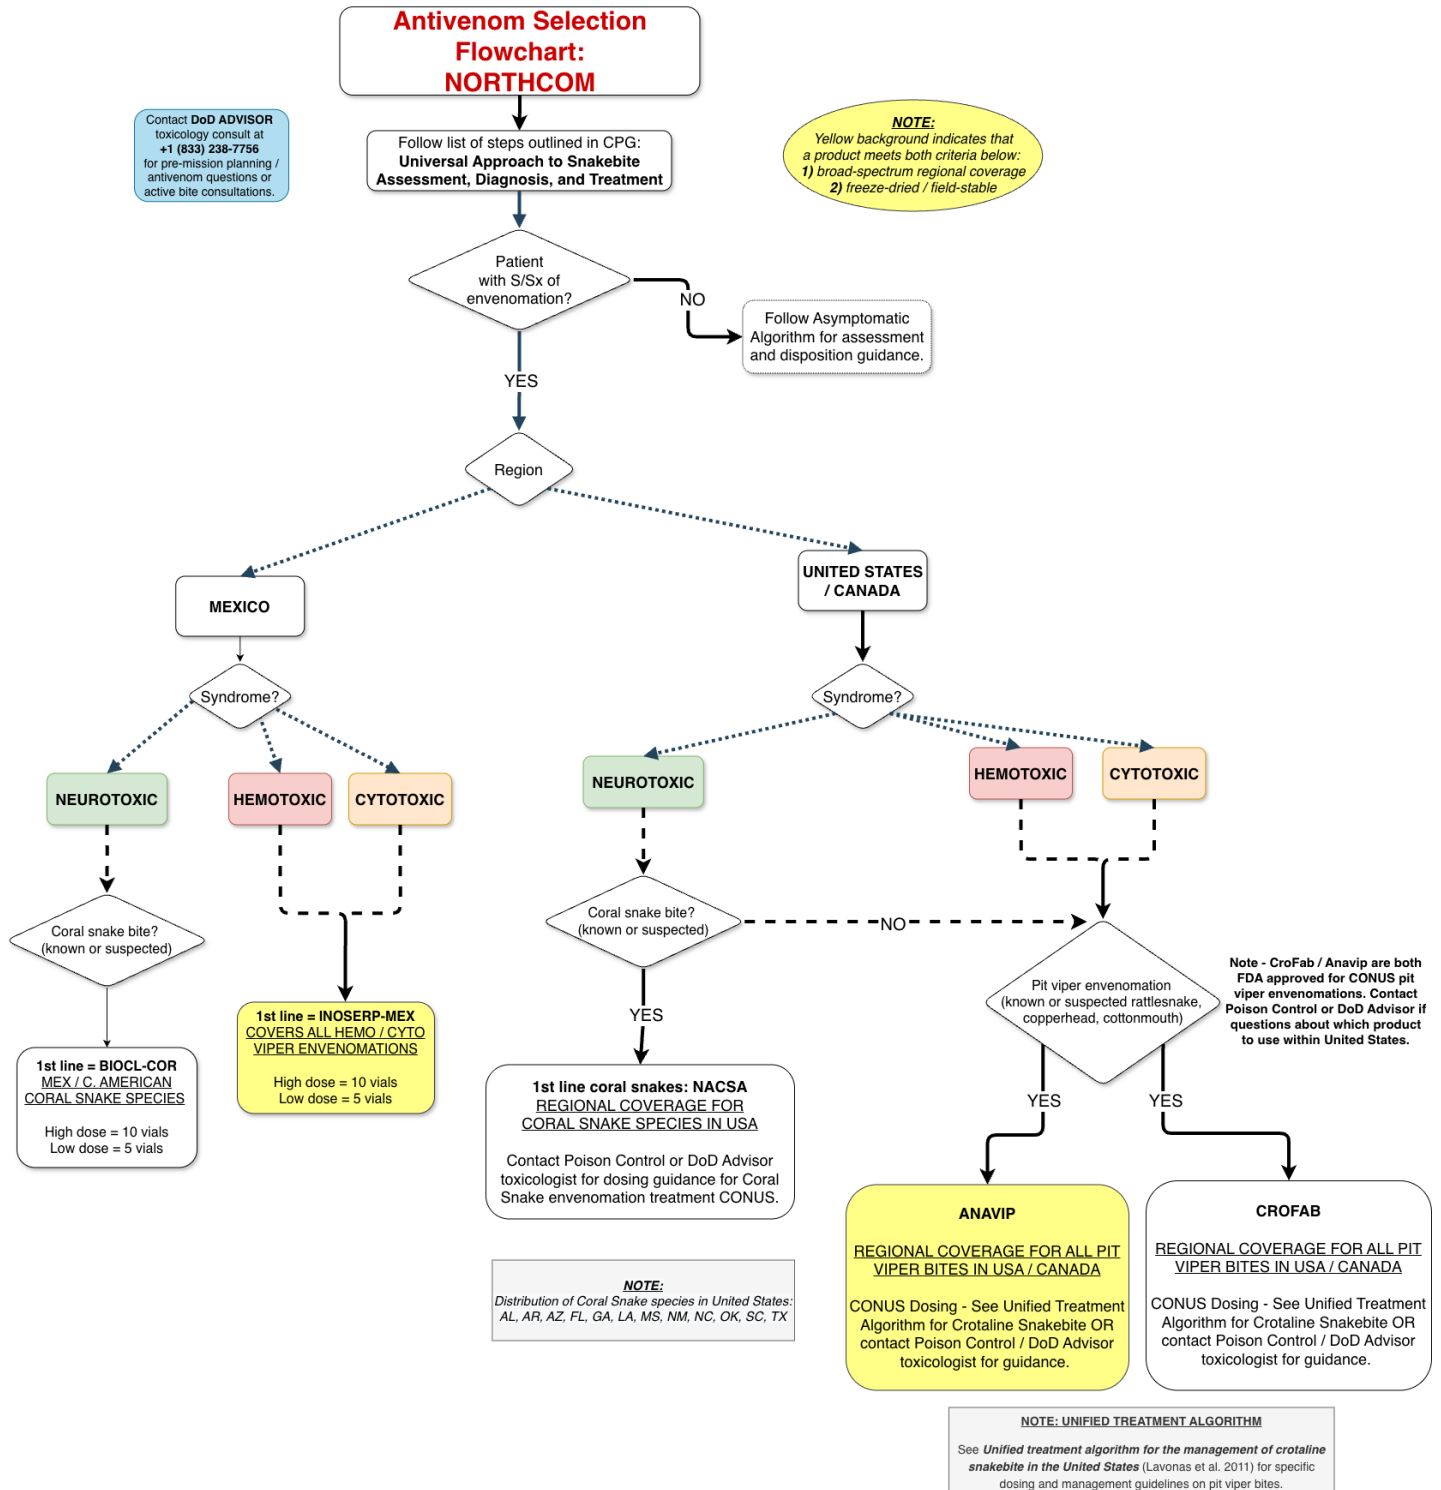 Antivenom Selection
Flowchart:
NORTHCOM
Contact DoD ADVISOR
toxicology consult at
+1 (833) 238-7756
for pre-mission planning /
antivenom questions or
active bite consultations.
Follow list of steps outlined in CPG:
Universal Approach to Snakebite
Assessment, Diagnosis, and Treatment
NOTE:
Yellow background indicates that
a product meets both criteria below:
1) broad-spectrum regional coverage
2) freeze-dried / field-stable
Patient
with S/Sx of
envenomation?
NO
Follow Asymptomatic
Algorithm for assessment
and disposition guidance.
YES
Region
MEXICO
UNITED STATES
/ CANADA
Syndrome?
Syndrome?
NEUROTOXIC
HEMOTOXIC
CYTOTOXIC
NEUROTOXIC
HEMOTOXIC
CYTOTOXIC
Coral snake bite?
(known or suspected)
1st line = BIOCL-COR
MEX / C. AMERICAN
CORAL SNAKE SPECIES
High dose = 10 vials
Low dose = 5 vials
1st line = INOSERP-MEX
COVERS ALL HEMO / CYTO
VIPER ENVENOMATIONS
High dose = 10 vials
Low dose = 5 vials
Coral snake bite?
(known or suspected)
NO
YES
1st line coral snakes: NACSA
REGIONAL COVERAGE FOR
CORAL SNAKE SPECIES IN USA
Contact Poison Control or DoD Advisor
toxicologist for dosing guidance for Coral
Snake envenomation treatment CONUS.
NOTE:
Distribution of Coral Snake species in United States:
AL, AR, AZ, FL, GA, LA, MS, NM, NC, OK, SC, TX
Pit viper envenomation
(known or suspected rattlesnake,
copperhead, cottonmouth)
Note - CroFab / Anavip are both
FDA approved for CONUS pit
viper envenomations. Contact
Poison Control or DoD Advisor if
questions about which product
to use within United States.
YES
YES
ANAVIP
REGIONAL COVERAGE FOR ALL PIT
VIPER BITES IN USA / CANADA
CONUS Dosing - See Unified Treatment
Algorithm for Crotaline Snakebite OR
contact Poison Control / DoD Advisor
toxicologist for guidance.
CROFAB
REGIONAL COVERAGE FOR ALL PIT
VIPER BITES IN USA / CANADA
CONUS Dosing - See Unified Treatment
Algorithm for Crotaline Snakebite OR
contact Poison Control / DoD Advisor
toxicologist for guidance.
NOTE: UNIFIED TREATMENT ALGORITHM
See Unified treatment algorithm for the management of crotaline
snakebite in the United States (Lavonas et al. 2011) for specific
dosing and management guidelines on pit viper bites.